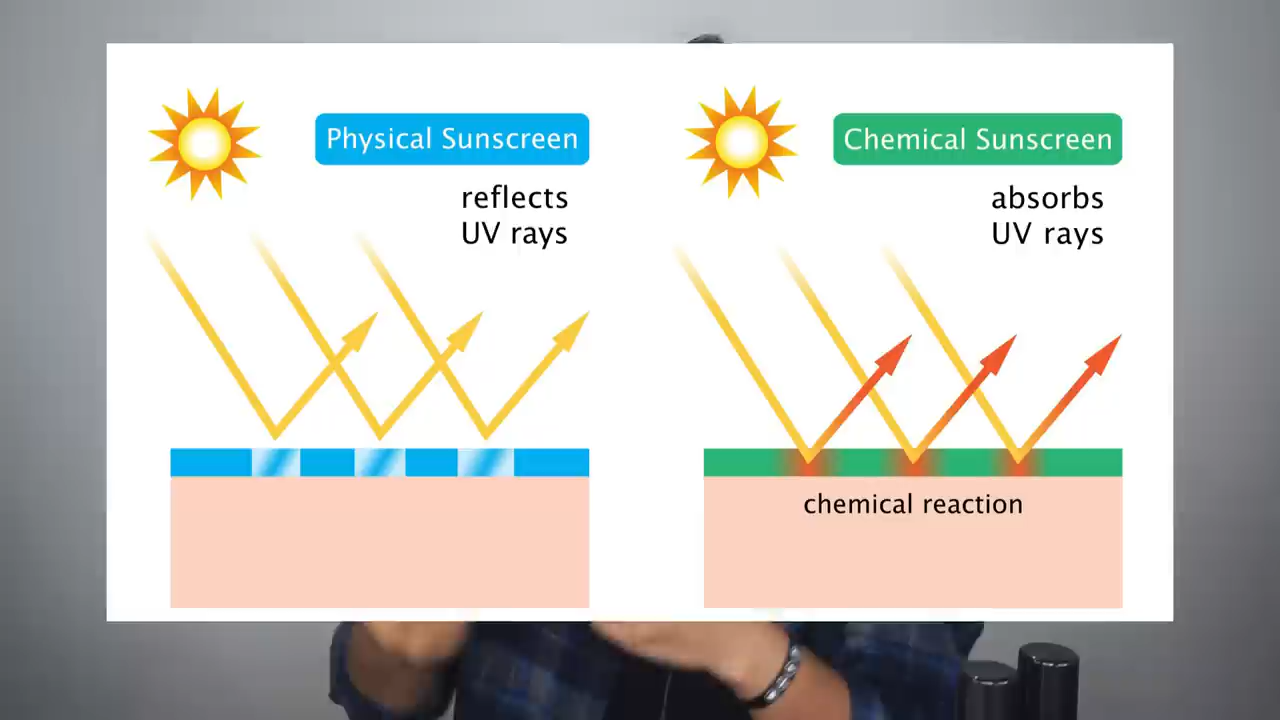 Physical Sunscreen
reflects
UV rays
Chemical Sunscreen
absorbs
UV rays
chemical reaction